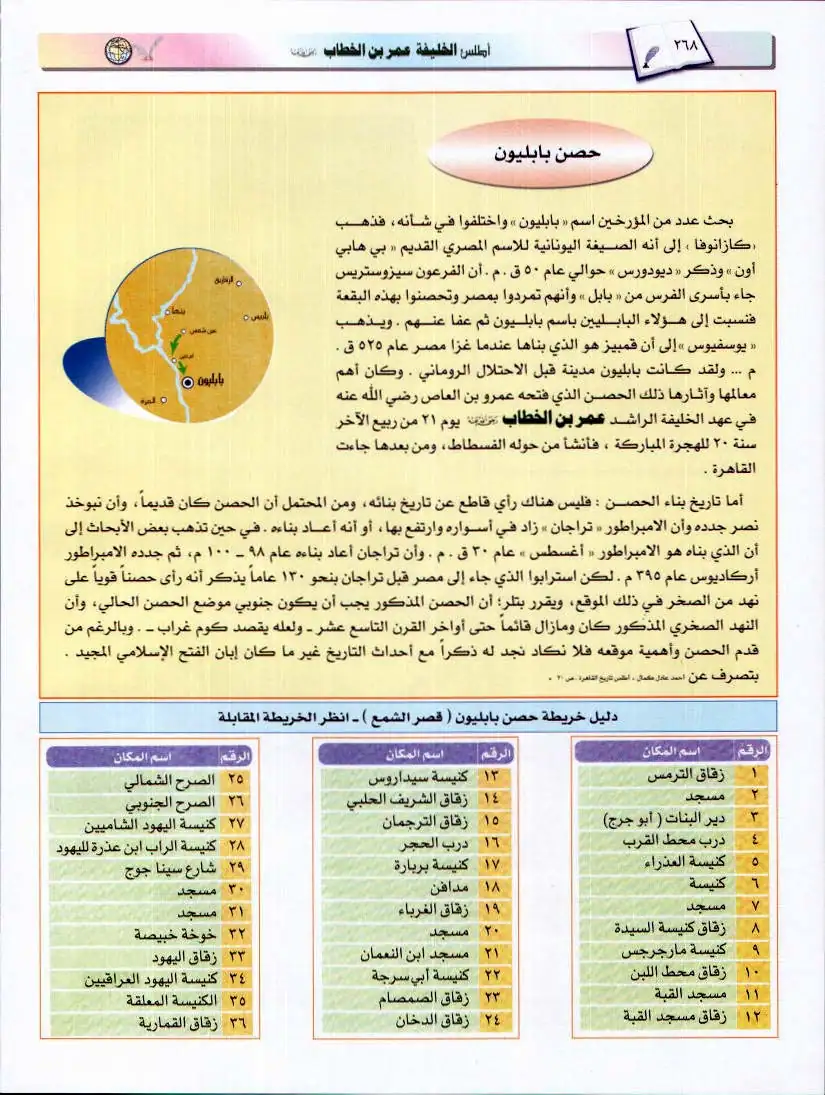 ٢٦٨
أطلس الخليفة عمر بن الخطاب
حصن بابليون
بحث عدد من المؤرخين اسم « بابليون » واختلفوا في شأنه ، فذهب
« كازانوفا » إلى أنه الصيغة اليونانية للاسم المصري القديم « بي هابي
أون » وذكر « ديودورس » حوالي عام ٥٠ ق . م . أن الفرعون سيزوستريس
جاء بأسرى الفرس من « بابل » وأنهم تمردوا بمصر وتحصنوا بهذه البقعة
فنسبت إلى هؤلاء البابليين باسم بابليون ثم عفا عنهم . ويذهب
« يوسفيوس » إلى أن قمبيز هو الذي بناها عندما غزا مصر عام ٥٢٥ ق .
م ... ولقد كانت بابليون مدينة قبل الاحتلال الروماني . وكان أهم
معالمها وآثارها ذلك الحصن الذي فتحه عمرو بن العاص رضي الله عنه
في عهد الخليفة الراشد عمر بن الخطاب يوم ٢١ من ربيع الآخر
سنة ٢٠ للهجرة المباركة ، فأنشأ من حوله الفسطاط ، ومن بعدها جاءت
القاهرة .
الزقازيق
بنها
بلبيس
عين شمس
بابليون
الجيزة
أما تاريخ بناء الحصن : فليس هناك رأي قاطع عن تاريخ بنائه ، ومن المحتمل أن الحصن كان قديماً ، وأن نبوخذ
نصر جدده وأن الامبراطور « تراجان » زاد في أسواره وارتفع بها ، أو أنه أعاد بناءه . في حين تذهب بعض الأبحاث إلى
أن الذي بناه هو الامبراطور « أغسطس » عام ٣٠ ق . م . وأن تراجان أعاد بناءه عام ٩٨ - ١٠٠ م ، ثم جدده الامبراطور
أركاديوس عام ٣٩٥ م . لكن استرابوا الذي جاء إلى مصر قبل تراجان بنحو ١٣٠ عاماً يذكر أنه رأى حصناً قوياً على
نهد من الصخر في ذلك الموقع ، ويقرر بتلر؛ أن الحصن المذكور يجب أن يكون جنوبي موضع الحصن الحالي ، وأن
النهد الصخري المذكور كان ومازال قائماً حتى أواخر القرن التاسع عشر - ولعله يقصد كوم غراب - . وبالرغم من
قدم الحصن وأهمية موقعه فلا نكاد نجد له ذكراً مع أحداث التاريخ غير ما كان إبان الفتح الإسلامي المجيد .
بتصرف عن أحمد عادل كمال ، أطلس تاريخ القاهرة . ص ٢٠ .
دليل خريطة حصن بابليون ( قصر الشمع ) - انظر الخريطة المقابلة
الرقم اسم المكان
١ زقاق الترمس
٢ مسجد
٣ دير البنات ( أبو جرج )
٤ درب محط القرب
٥ كنيسة العذراء
٦ كنيسة
٧ مسجد
٨ زقاق كنيسة السيدة
٩ كنيسة مارجرجس
١٠ زقاق محط اللبن
١١ مسجد القبة
١٢ زقاق مسجد القبة
الرقم اسم المكان
١٣ كنيسة سيداروس
١٤ زقاق الشريف الحلبي
١٥ زقاق الترجمان
١٦ درب الحجر
١٧ كنيسة بربارة
١٨ مدافن
١٩ زقاق الغرباء
٢٠ مسجد
٢١ مسجد ابن النعمان
٢٢ كنيسة أبي سرجة
٢٣ زقاق الصمصام
٢٤ زقاق الدخان
الرقم اسم المكان
٢٥ الصرح الشمالي
٢٦ الصرح الجنوبي
٢٧ كنيسة اليهود الشاميين
٢٨ كنيسة الراب ابن عذرة لليهود
٢٩ شارع سينا جوج
٣٠ مسجد
٣١ مسجد
٣٢ خوخة خبيصة
٣٣ زقاق اليهود
٣٤ كنيسة اليهود العراقيين
٣٥ الكنيسة المعلقة
٣٦ زقاق القمارية